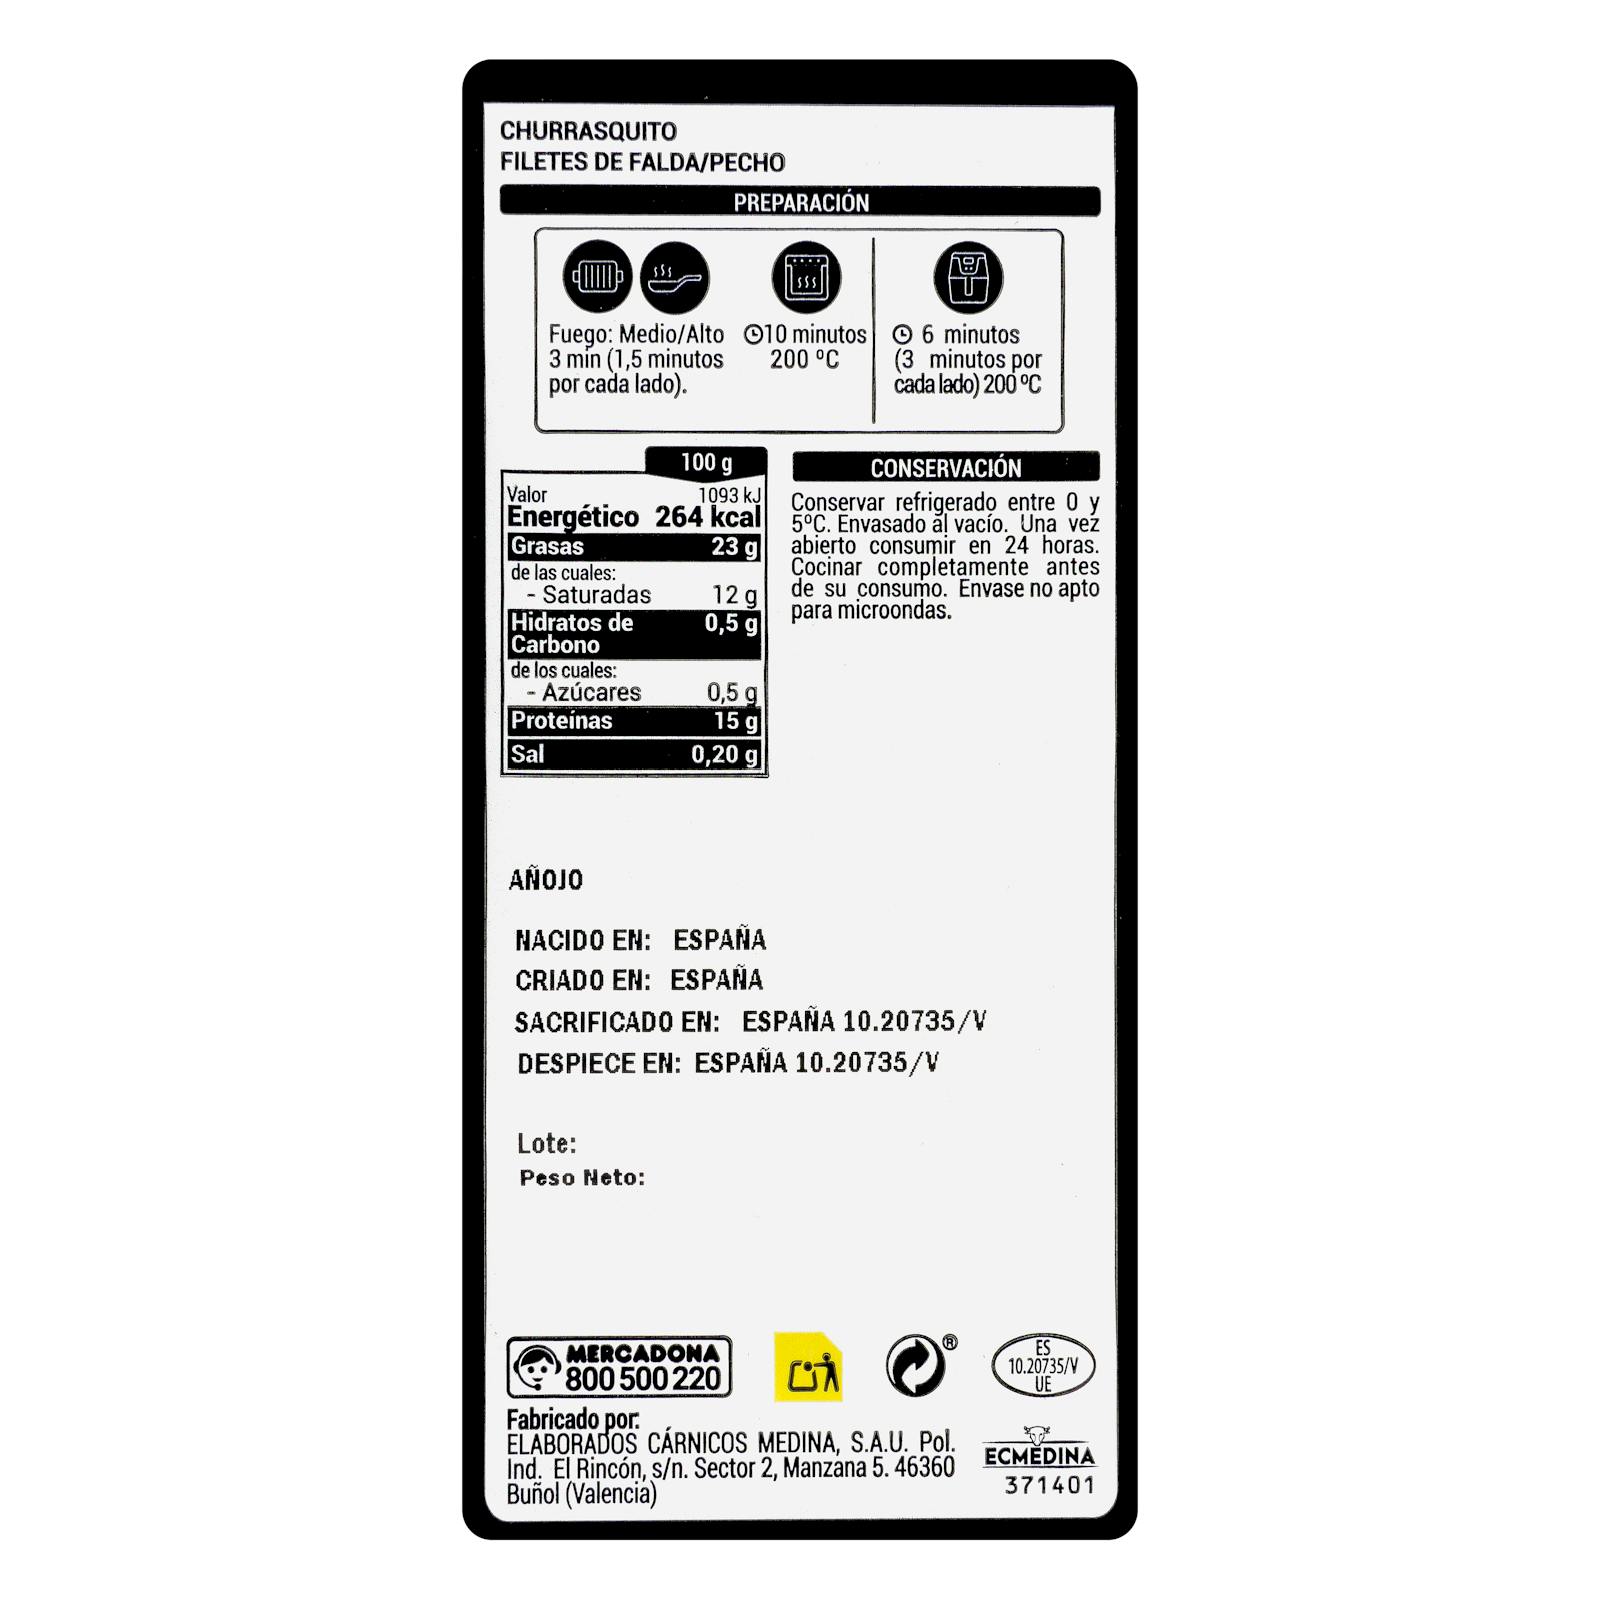 CHURRASQUITO
FILETES DE FALDA/PECHO
PREPARACIÓN
Fuego: Medio/Alto
3 min (1,5 minutos
por cada lado).
10 minutos
200 ºC
6 minutos
(3 minutos por
cada lado) 200 ºC
100 g
Valor 1093 kJ
Energético 264 kcal
Grasas 23 g
de las cuales:
- Saturadas 12 g
Hidratos de 0,5 g
Carbono
de los cuales:
- Azúcares 0,5 g
Proteínas 15 g
Sal 0,20 g
CONSERVACIÓN
Conservar refrigerado entre 0 y
5ºC. Envasado al vacío. Una vez
abierto consumir en 24 horas.
Cocinar completamente antes
de su consumo. Envase no apto
para microondas.
AÑOJO
NACIDO EN: ESPAÑA
CRIADO EN: ESPAÑA
SACRIFICADO EN: ESPAÑA 10.20735/V
DESPIECE EN: ESPAÑA 10.20735/V
Lote:
Peso Neto:
MERCADONA
800 500 220
®
ES
10.20735/V
UE
Fabricado por:
ELABORADOS CÁRNICOS MEDINA, S.A.U. Pol.
Ind. El Rincón, s/n. Sector 2, Manzana 5. 46360
Buñol (Valencia)
ECMEDINA
371401